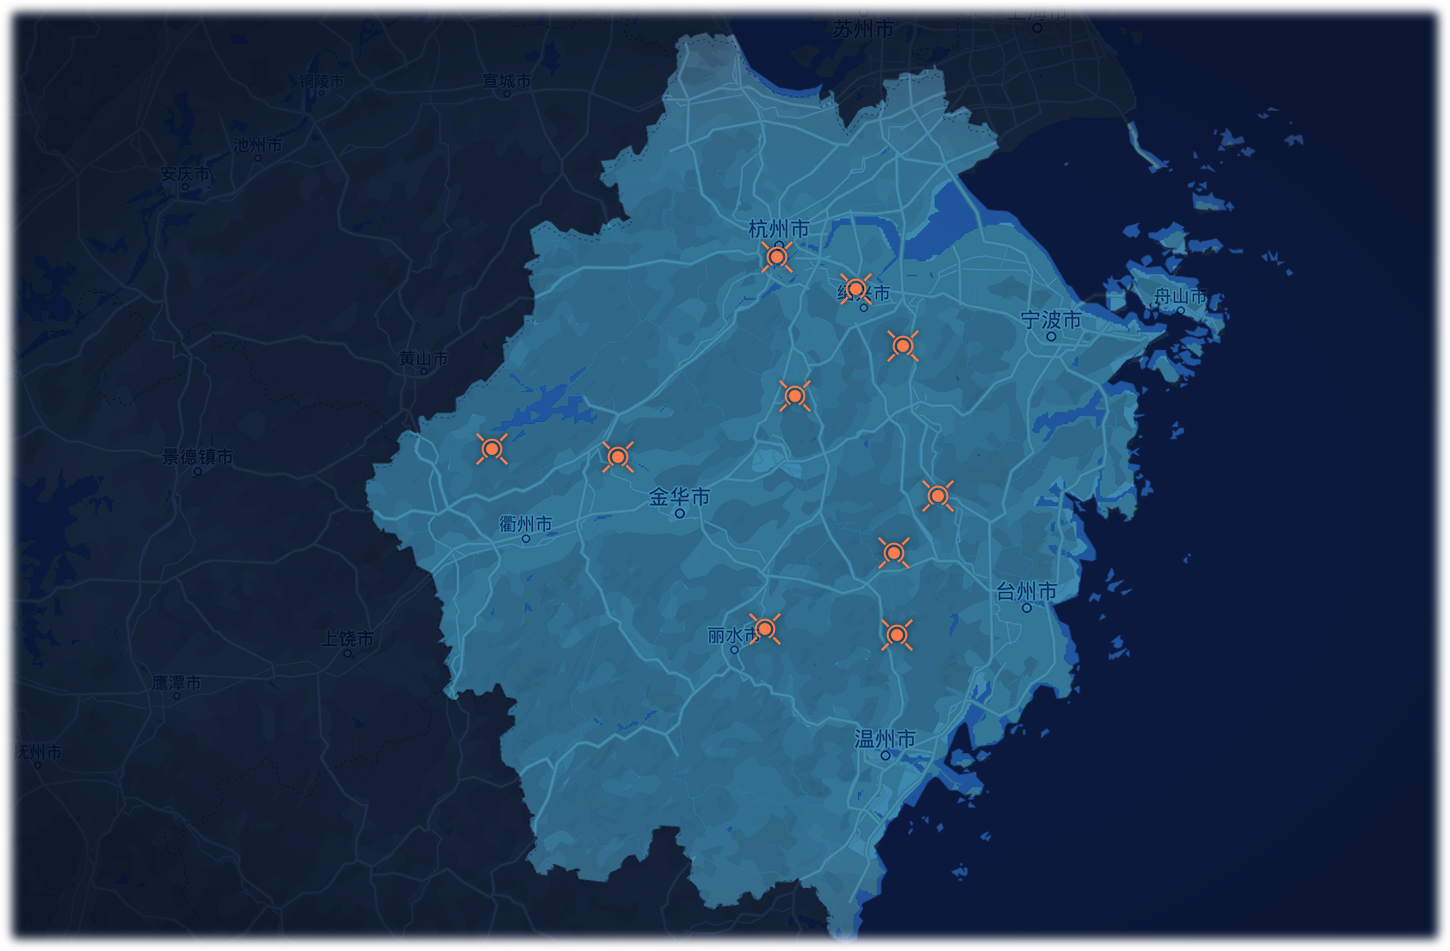 上海市
苏州市
铜陵市
宣城市
池州市
安庆市
杭州市
绍兴市
舟山市
宁波市
黄山市
景德镇市
金华市
衢州市
台州市
丽水市
上饶市
鹰潭市
温州市
抚州市